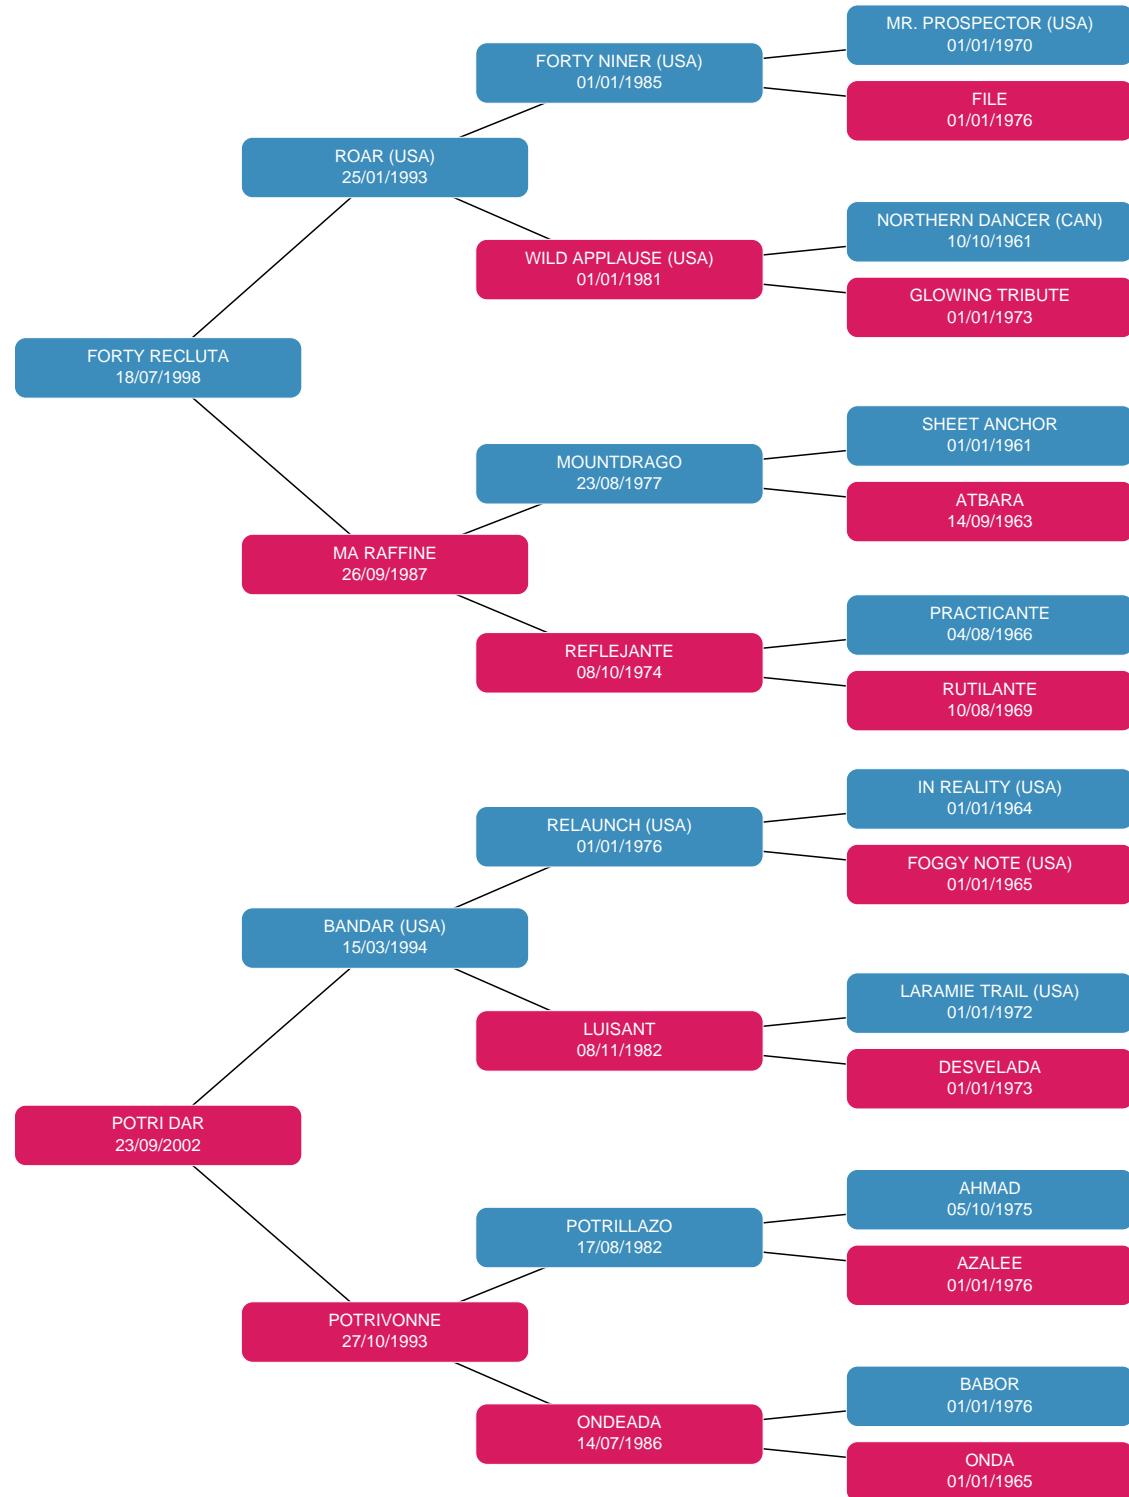 MR. PROSPECTOR (USA)
01/01/1970
FORTY NINER (USA)
01/01/1985
FILE
01/01/1976
ROAR (USA)
25/01/1993
NORTHERN DANCER (CAN)
10/10/1961
WILD APPLAUSE (USA)
01/01/1981
GLOWING TRIBUTE
01/01/1973
FORTY RECLUTA
18/07/1998
SHEET ANCHOR
01/01/1961
MOUNTDRAGO
23/08/1977
ATBARA
14/09/1963
MA RAFFINE
26/09/1987
PRACTICANTE
04/08/1966
REFLEJANTE
08/10/1974
RUTILANTE
10/08/1969
IN REALITY (USA)
01/01/1964
RELAUNCH (USA)
01/01/1976
FOGGY NOTE (USA)
01/01/1965
BANDAR (USA)
15/03/1994
LARAMIE TRAIL (USA)
01/01/1972
LUISANT
08/11/1982
DESVELADA
01/01/1973
POTRI DAR
23/09/2002
AHMAD
05/10/1975
POTRILLAZO
17/08/1982
AZALEE
01/01/1976
POTRIVONNE
27/10/1993
BABOR
01/01/1976
ONDEADA
14/07/1986
ONDA
01/01/1965